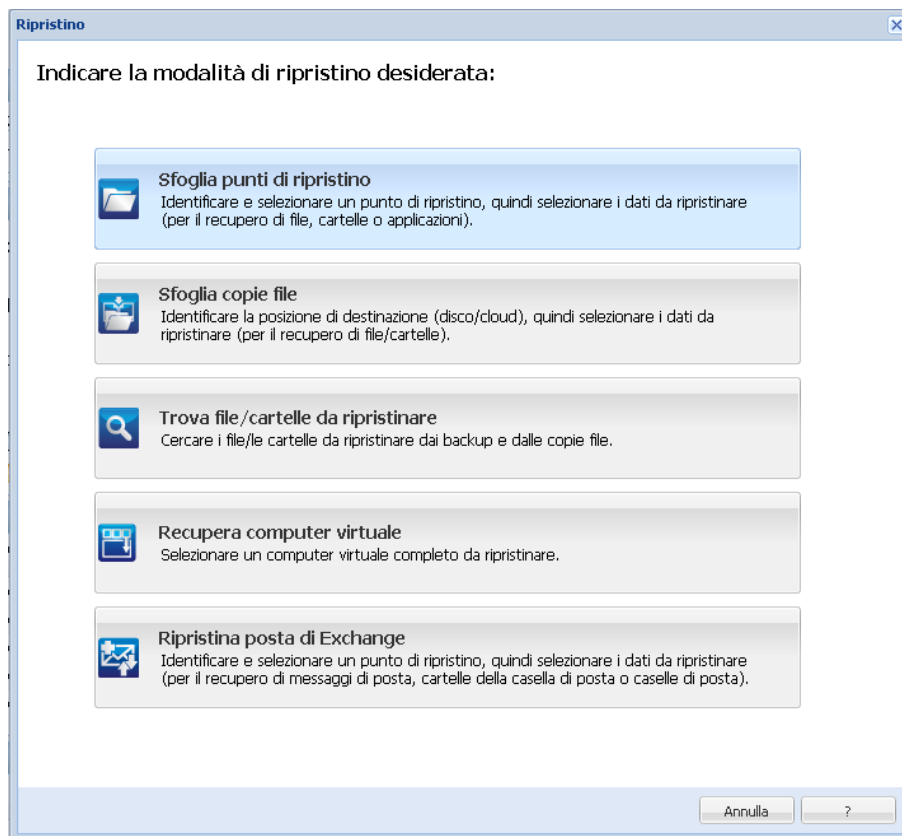 Ripristino
Indicare la modalità di ripristino desiderata:
Sfoglia punti di ripristino
Identificare e selezionare un punto di ripristino, quindi selezionare i dati da ripristinare
(per il recupero di file, cartelle o applicazioni).
Sfoglia copie file
Identificare la posizione di destinazione (disco/cloud), quindi selezionare i dati da
ripristinare (per il recupero di file/cartelle).
Trova file/cartelle da ripristinare
Cercare i file/le cartelle da ripristinare dai backup e dalle copie file.
Recupera computer virtuale
Selezionare un computer virtuale completo da ripristinare.
Ripristina posta di Exchange
Identificare e selezionare un punto di ripristino, quindi selezionare i dati da ripristinare
(per il recupero di messaggi di posta, cartelle della casella di posta o caselle di posta).
Annulla
?